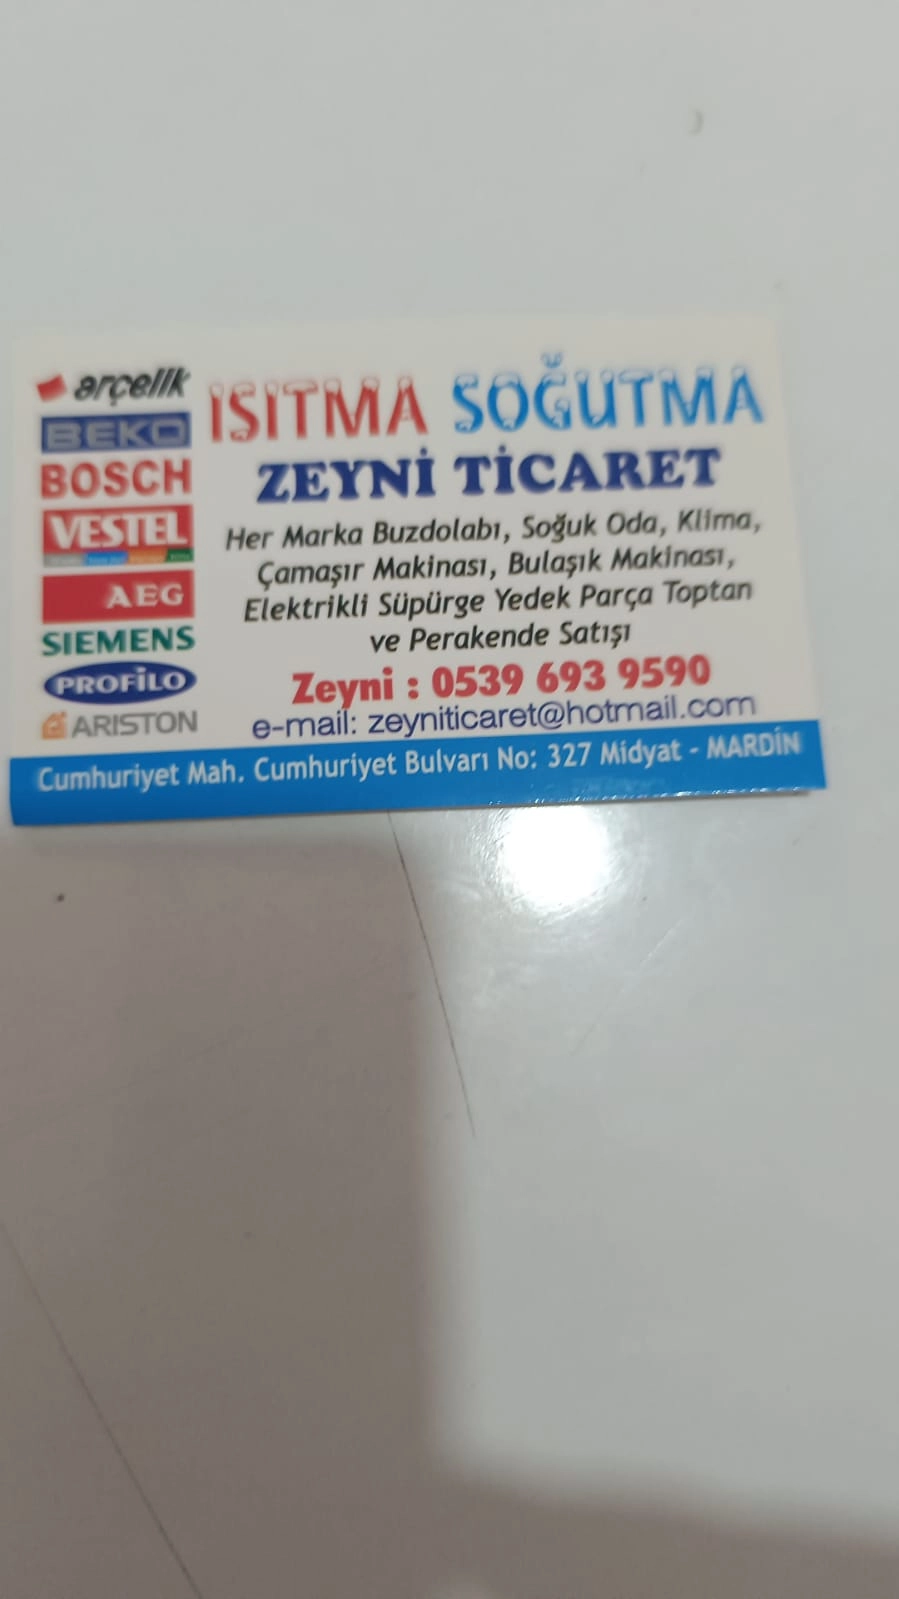 arçelik
BEKO
BOSCH
VESTEL
AEG
SIEMENS
PROFİLO
ARISTON
ISITMA SOĞUTMA
ZEYNİ TİCARET
Her Marka Buzdolabı, Soğuk Oda, Klima,
Çamaşır Makinası, Bulaşık Makinası,
Elektrikli Süpürge Yedek Parça Toptan
ve Perakende Satışı
Zeyni : 0539 693 9590
e-mail: zeyniticaret@hotmail.com
Cumhuriyet Mah. Cumhuriyet Bulvarı No: 327 Midyat - MARDİN